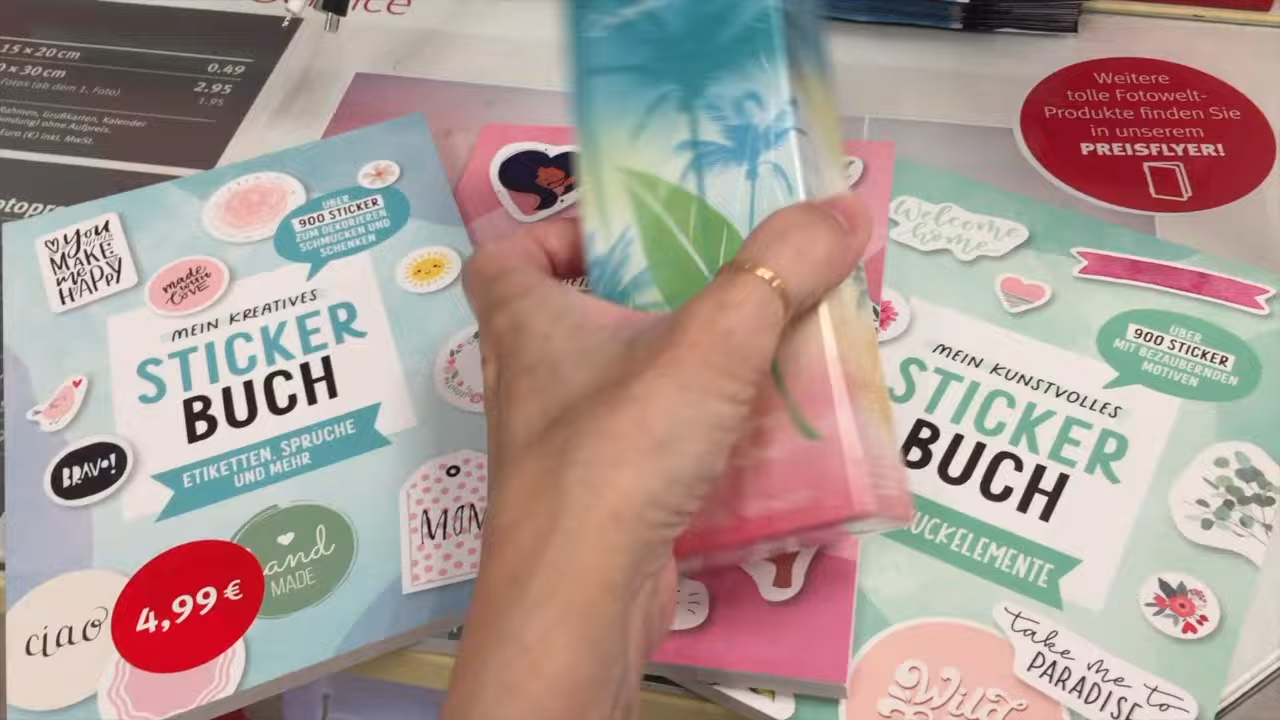 15 x 20 cm
0.49
x 30 cm
2.95
Fotos (ab dem 1. Foto)
1.95
Rahmen, Grußkarten, Kalender
ohne Aufpreis.
Euro (€) inkl. MwSt.
Weitere
tolle Fotowelt-
Produkte finden Sie
in unserem
PREISFLYER!
you
MAKE
me
HAPPY
made
with
LOVE
ÜBER
900 STICKER
ZUM DEKORIEREN,
SCHMÜCKEN UND
SCHENKEN
MEIN KREATIVES
STICKER
BUCH
ETIKETTEN, SPRÜCHE
UND MEHR
BRAVO!
MADE
4,99 €
ciao
Welcome
home
ÜBER
900 STICKER
MIT BEZAUBERNDEN
MOTIVEN
MEIN KUNSTVOLLES
STICKER
BUCH
UCKELEMENTE
take me to
PARADISE
Wild